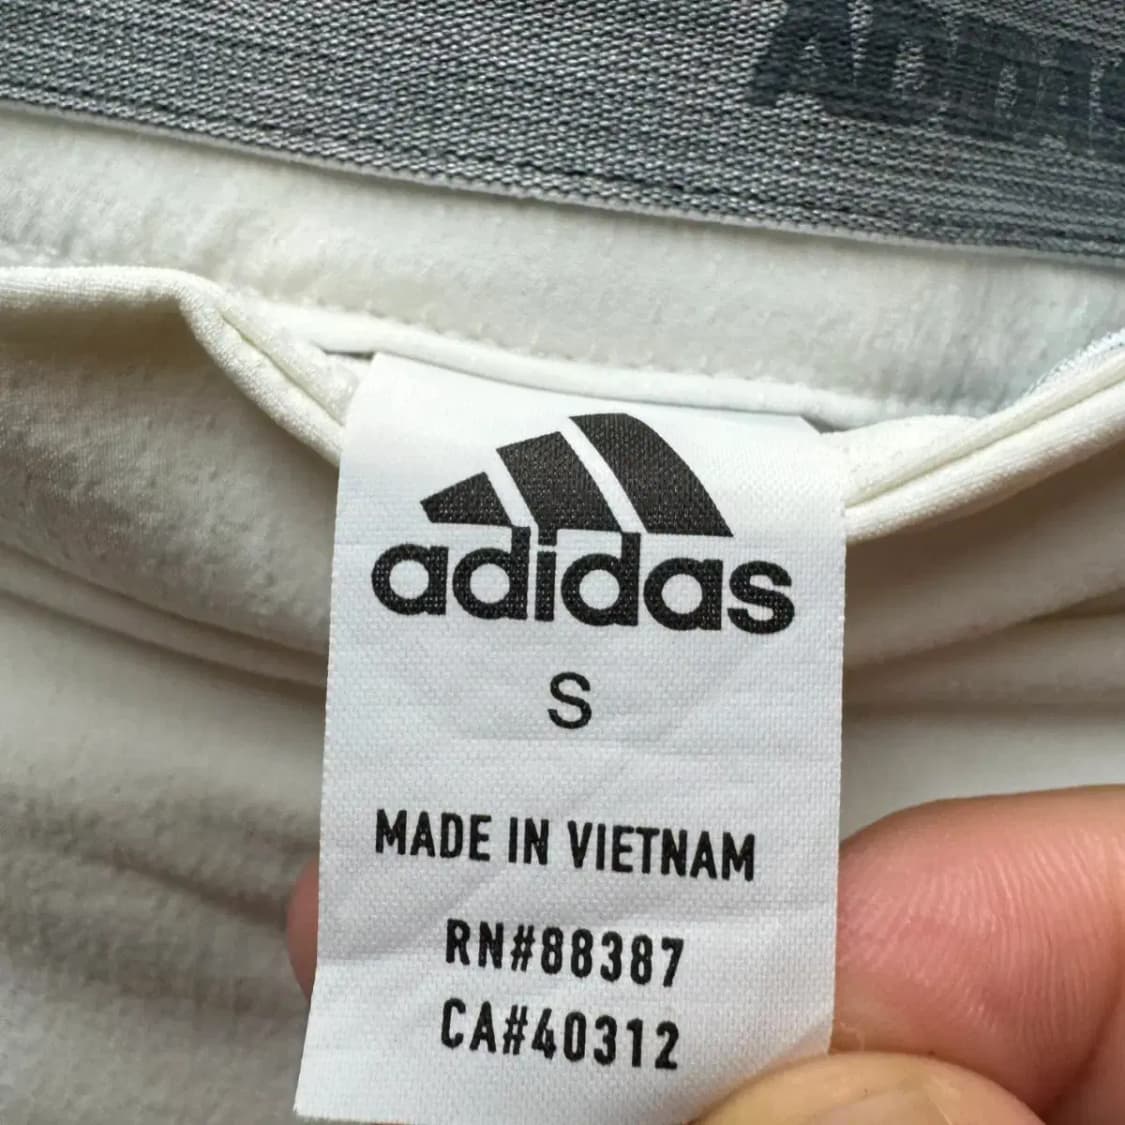 adidas
S
MADE IN VIETNAM
RN#88387
CA#40312